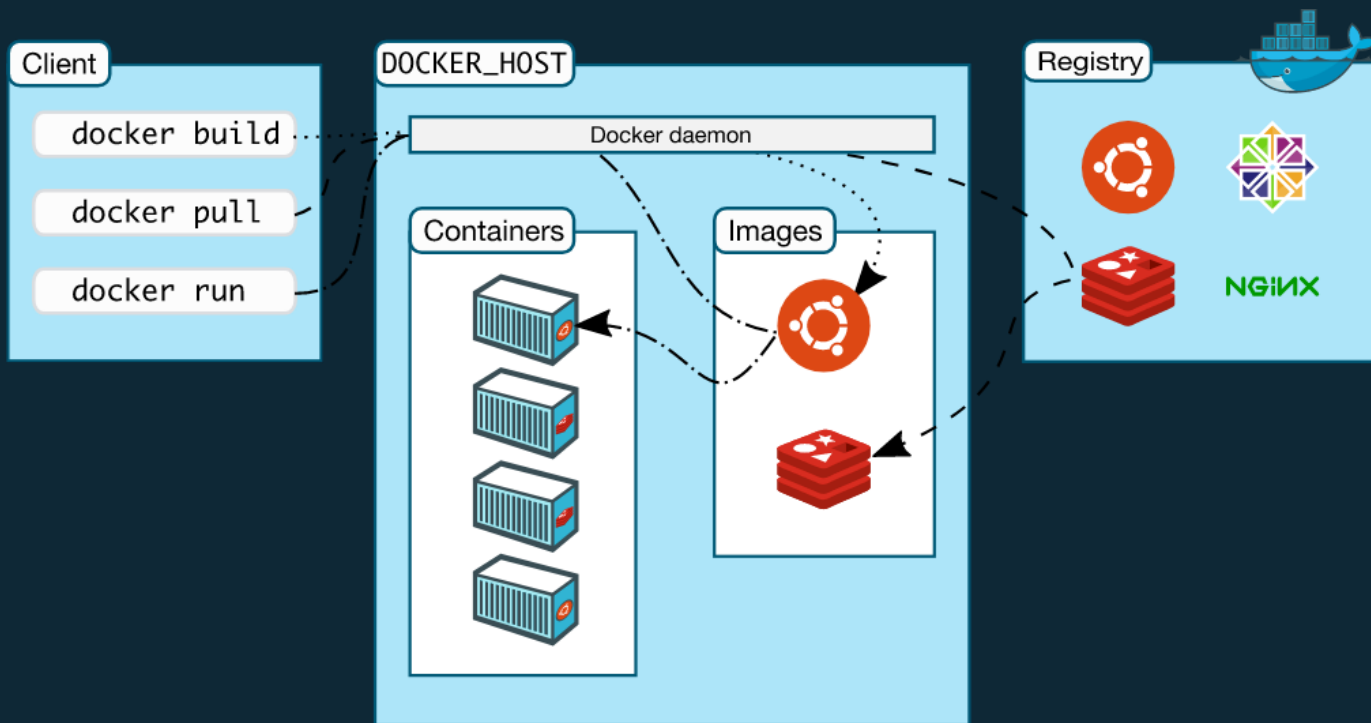 Client
docker build
docker pull
docker run
DOCKER_HOST
Docker daemon
Containers
Images
Registry
NGINX